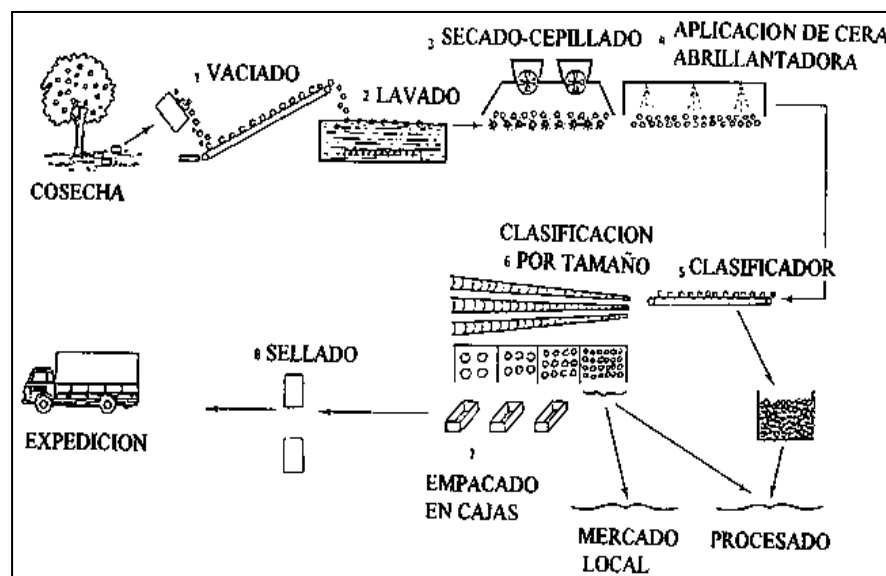 COSECHA
1 VACIADO
2 LAVADO
3 SECADO-CEPILLADO
4 APLICACION DE CERA
ABRILLANTADORA
5 CLASIFICADOR
CLASIFICACION
6 POR TAMAÑO
7
EMPACADO
EN CAJAS
8 SELLADO
EXPEDICION
MERCADO
LOCAL
PROCESADO